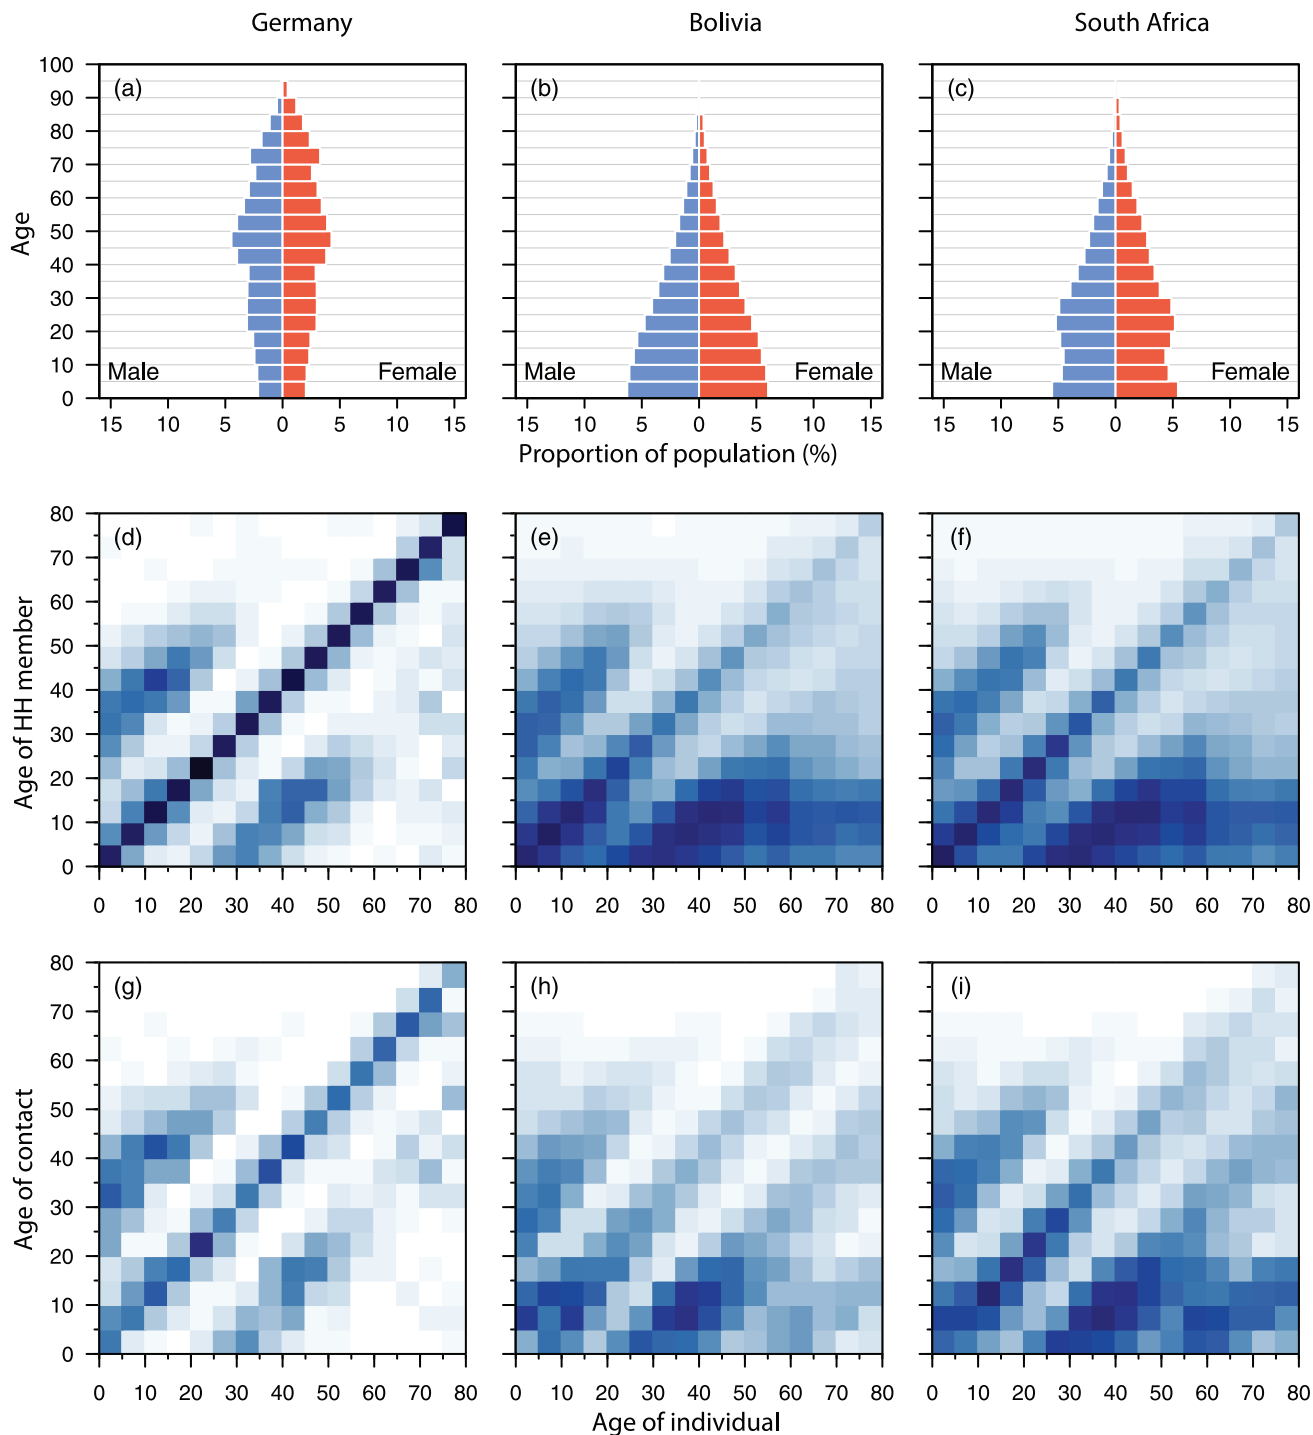 Germany Bolivia South Africa
100 (a) (b) (c)
90
80
70
60
50
40
30
20
10
0
Age
Male Female Male Female Male Female
15 10 5 0 5 10 15 15 10 5 0 5 10 15 15 10 5 0 5 10 15
Proportion of population (%)
80 (d) (e) (f)
70
60
50
40
30
20
10
0
Age of HH member
0 10 20 30 40 50 60 70 80 0 10 20 30 40 50 60 70 80 0 10 20 30 40 50 60 70 80
80 (g) (h) (i)
70
60
50
40
30
20
10
0
Age of contact
0 10 20 30 40 50 60 70 80 0 10 20 30 40 50 60 70 80 0 10 20 30 40 50 60 70 80
Age of individual